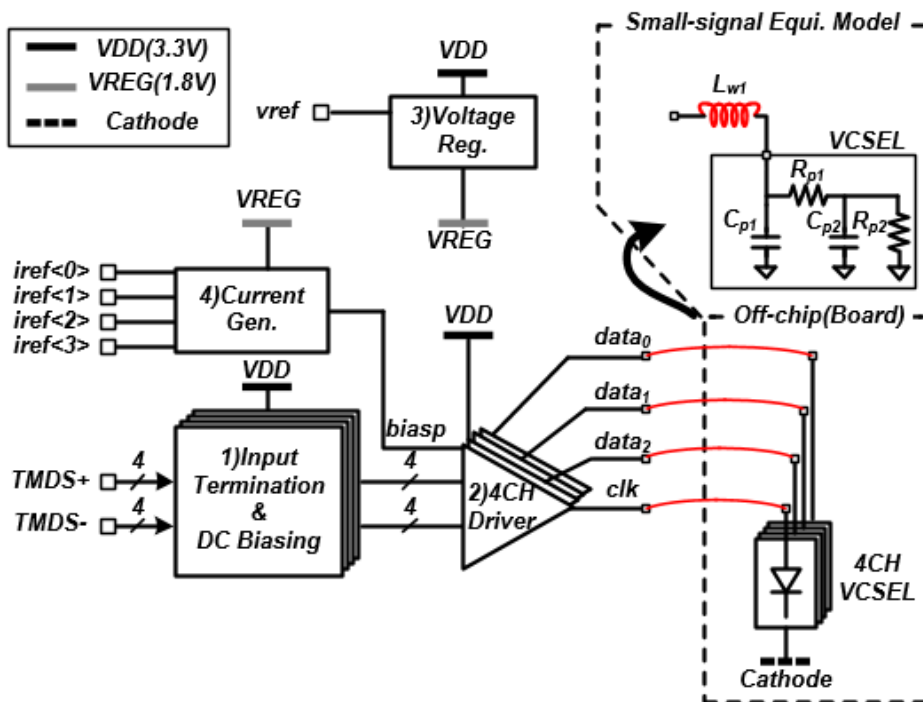 Small-signal Equi. Model
VDD(3.3V)
VREG(1.8V)
Cathode
VDD
vref
3)Voltage
Reg.
VREG
Lw1
VCSEL
Rp1
Cp1
Cp2
Rp2
VREG
iref<0>
iref<1>
iref<2>
iref<3>
4)Current
Gen.
VDD
Off-chip(Board)
data0
data1
data2
clk
VDD
biasp
TMDS+
4
TMDS-
4
1)Input
Termination
&
DC Biasing
4
4
2)4CH
Driver
4CH
VCSEL
Cathode